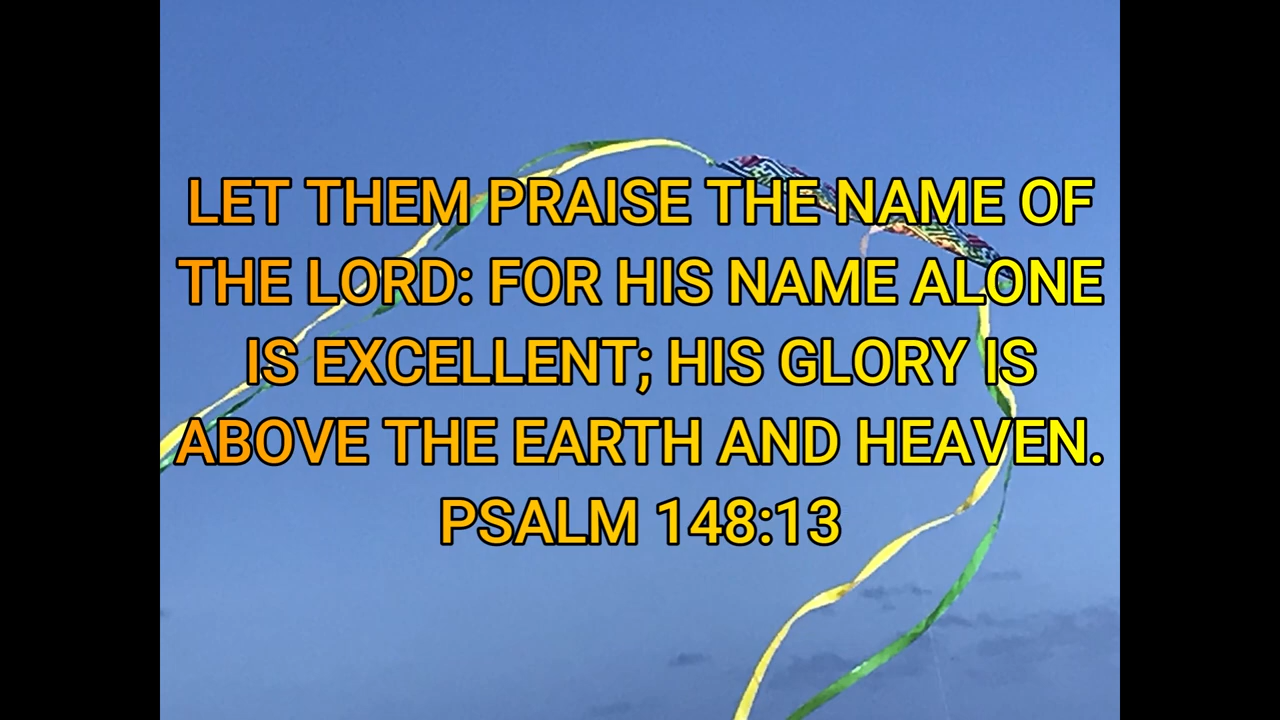 LET THEM PRAISE THE NAME OF
THE LORD: FOR HIS NAME ALONE
IS EXCELLENT; HIS GLORY IS
ABOVE THE EARTH AND HEAVEN.
PSALM 148:13